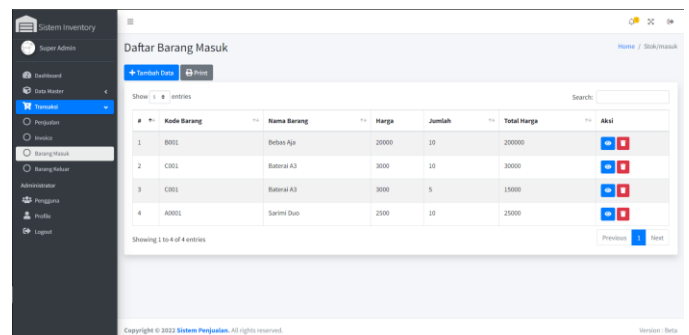 Sistem Inventory
Super Admin
Dashboard
Data Master
Transaksi
Penjualan
Invoice
Barang Masuk
Barang Keluar
Administrator
Pengguna
Profile
Logout
Daftar Barang Masuk
Home / Stok/masuk
+ Tambah Data Print
Show entries Search:
# Kode Barang Nama Barang Harga Jumlah Total Harga Aksi
1 B001 Bebas Aja 20000 10 200000
2 C001 Baterai A3 3000 10 30000
3 C001 Baterai A3 3000 5 15000
4 A0001 Sarimi Duo 2500 10 25000
Showing 1 to 4 of 4 entries
Previous 1 Next
Copyright © 2022 Sistem Penjualan. All rights reserved.
Version : Beta